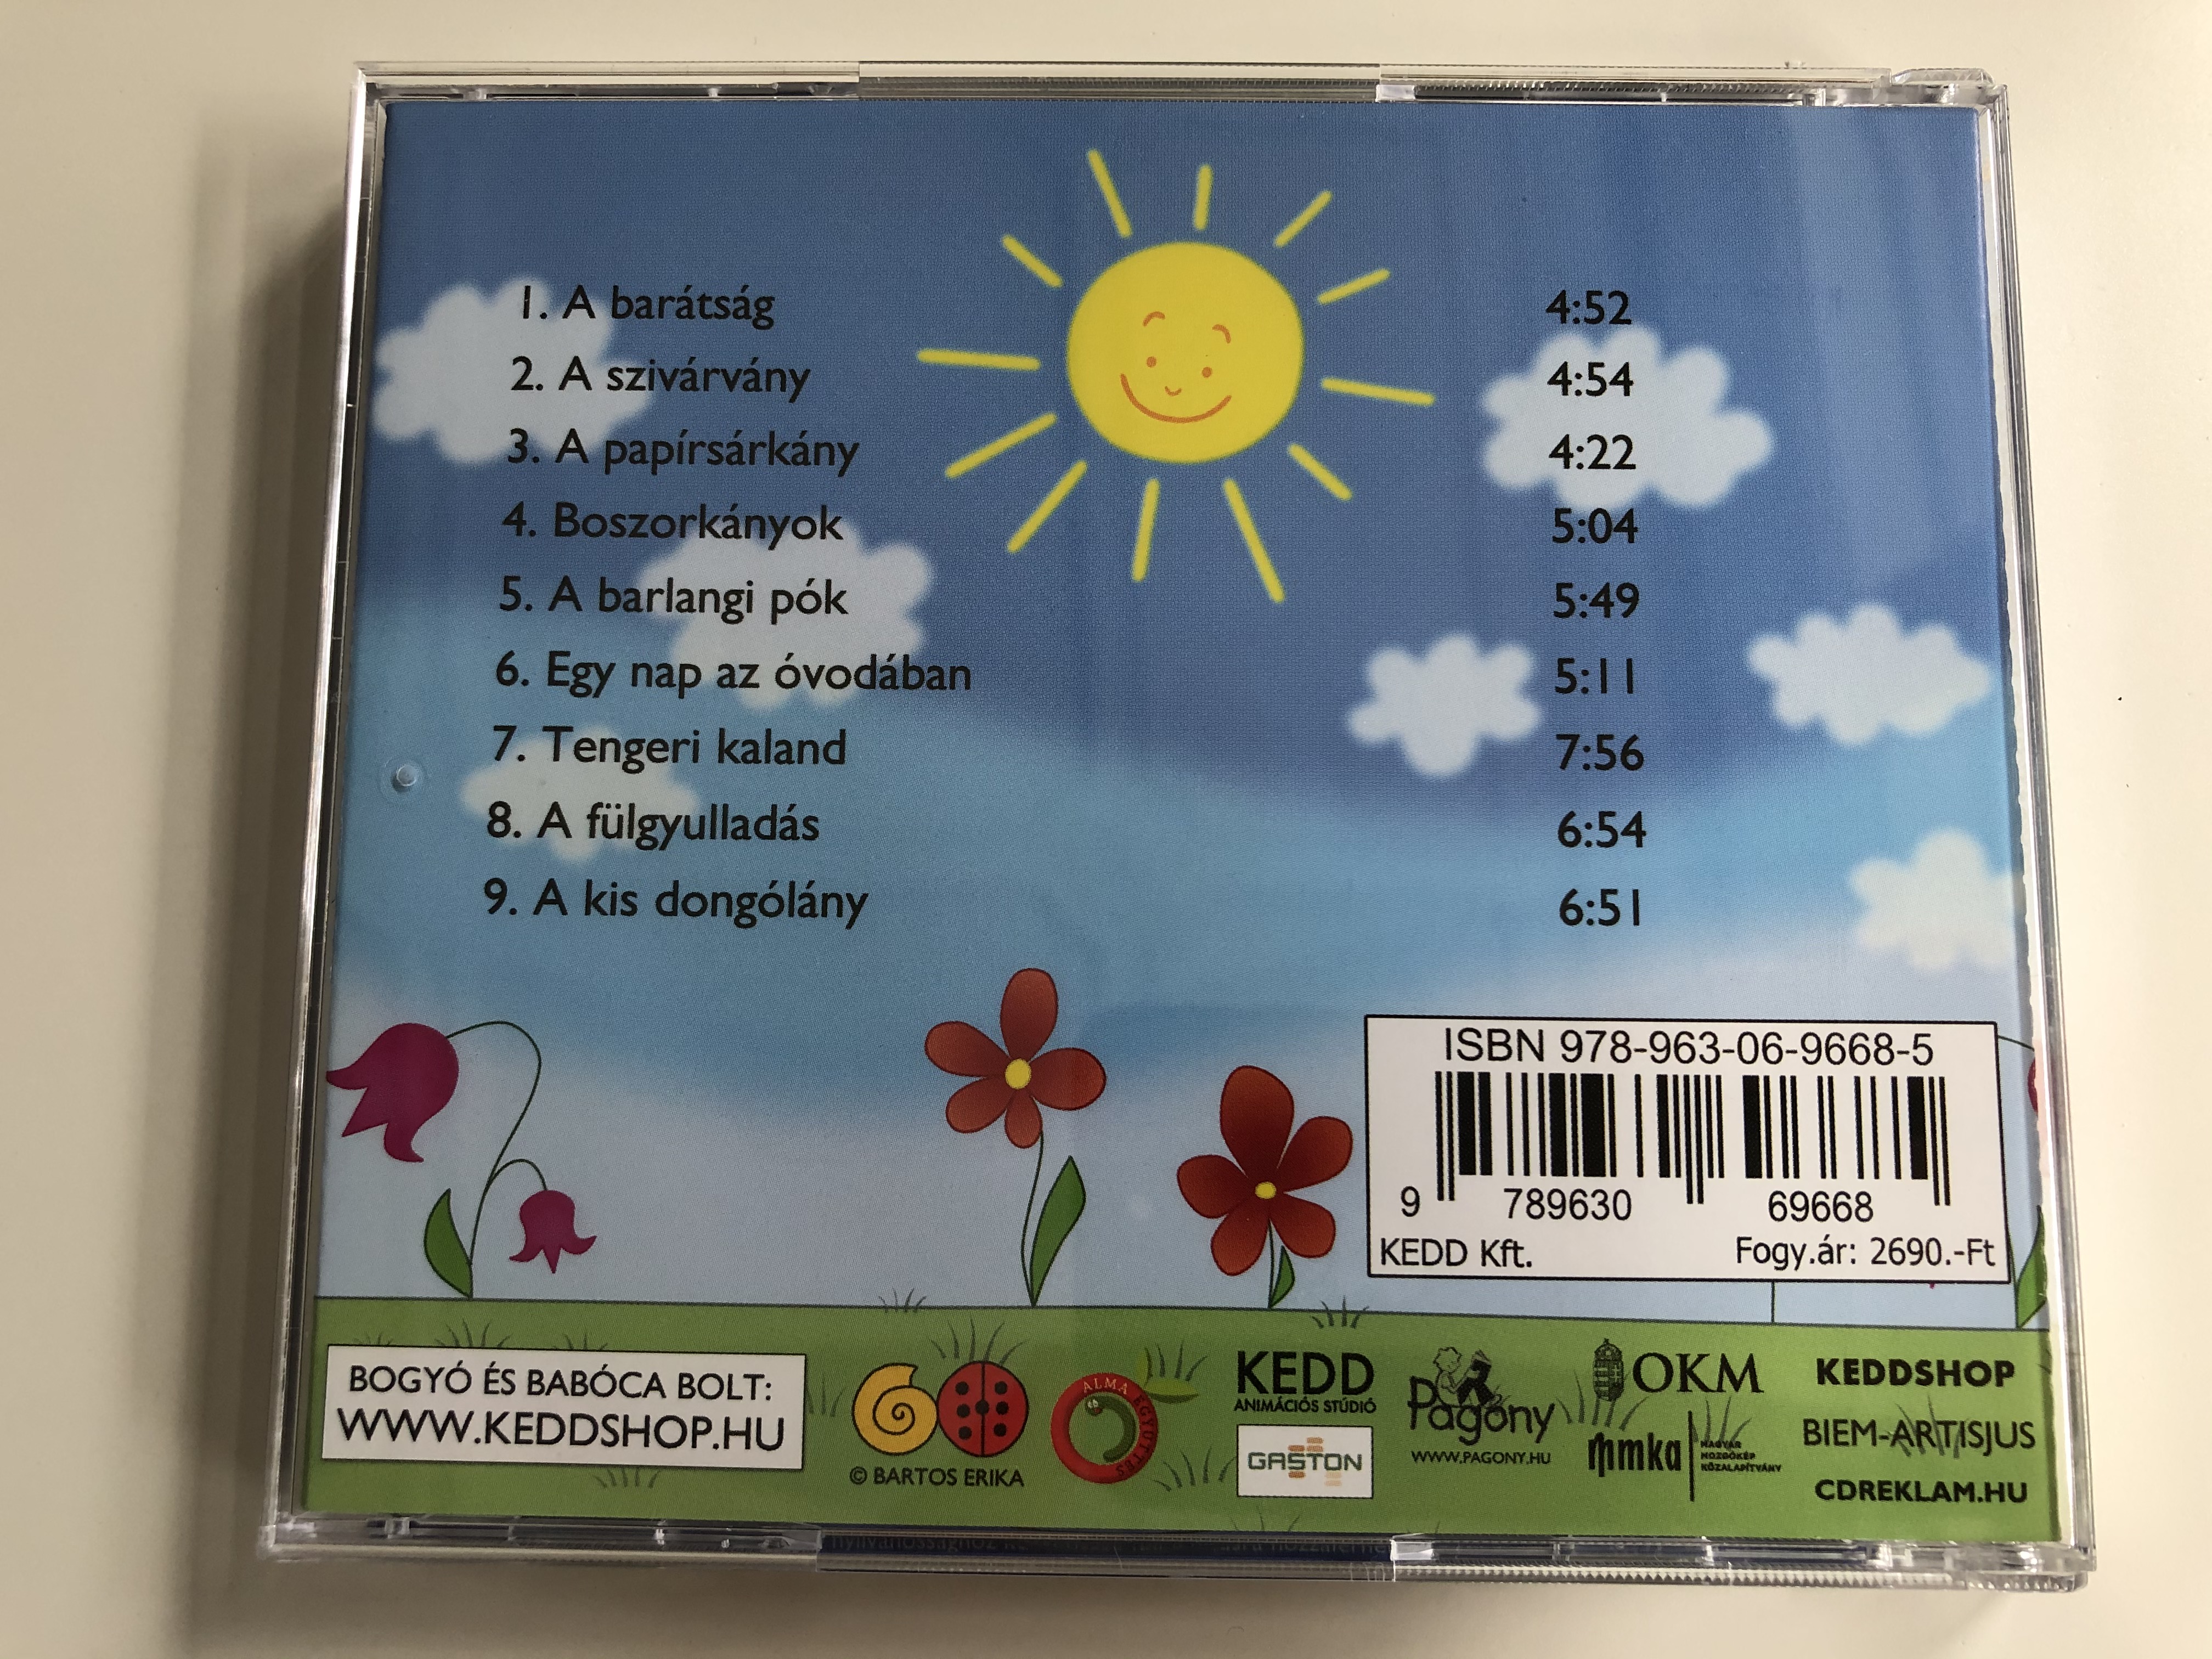 1. A barátság 4:52
2. A szivárvány 4:54
3. A papírsárkány 4:22
4. Boszorkányok 5:04
5. A barlangi pók 5:49
6. Egy nap az óvodában 5:11
7. Tengeri kaland 7:56
8. A fülgyulladás 6:54
9. A kis dongólány 6:51
ISBN 978-963-06-9668-5
9 789630 69668
KEDD Kft. Fogy.ár: 2690.-Ft
BOGYÓ ÉS BABÓCA BOLT:
WWW.KEDDSHOP.HU
© BARTOS ERIKA
ALMA EGYÜTTES
KEDD
ANIMÁCIÓS STÚDIÓ
GASTON
Pagony
WWW.PAGONY.HU
OKM
mmka
MAGYAR
MOZGÓKÉP
KÖZALAPÍTVÁNY
KEDDSHOP
BIEM-ARTISJUS
CDREKLAM.HU